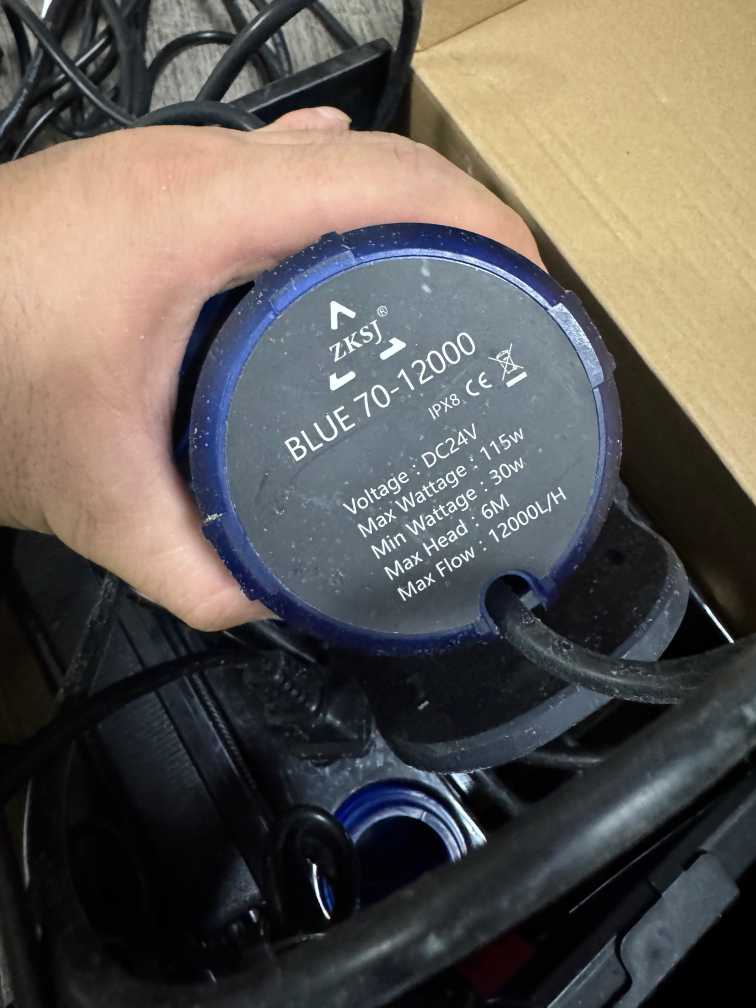 ZKSJ®
BLUE 70-12000
IPX8 CE
Voltage : DC24V
Max Wattage : 115w
Min Wattage : 30w
Max Head : 6M
Max Flow : 12000L/H